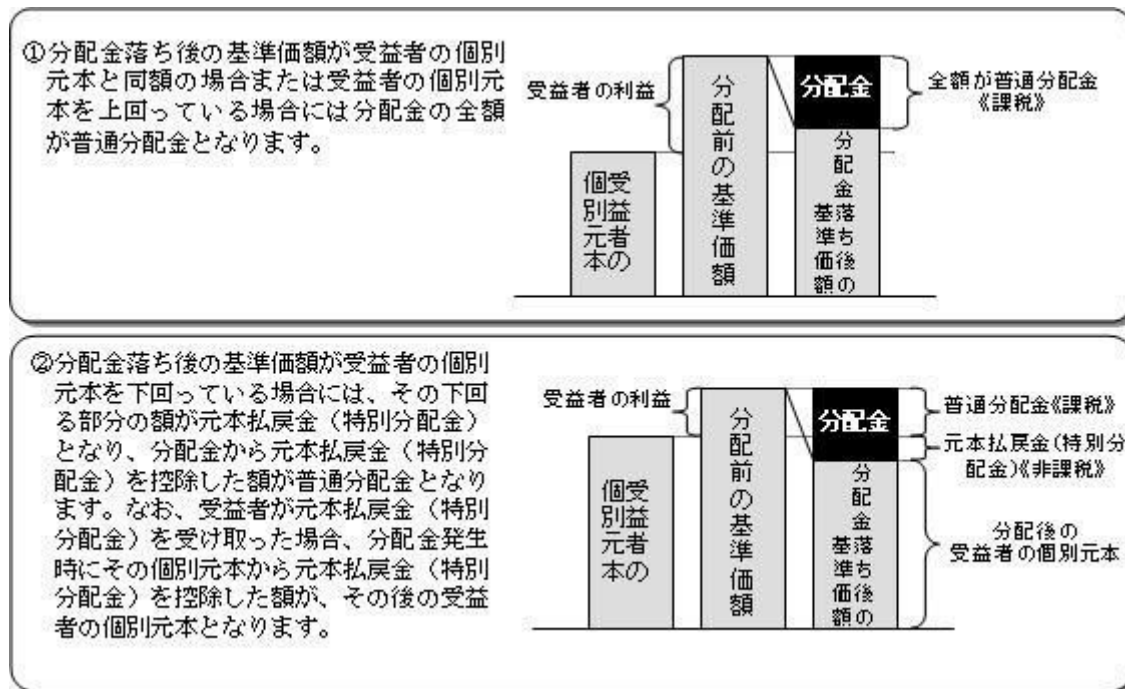 ①分配金落ち後の基準価額が受益者の個別
元本と同額の場合または受益者の個別元
本を上回っている場合には分配金の全額
が普通分配金となります。
受益者の利益
受益者の
個別元本
分配前の基準価額
分配金
分配金落ち後の
基準価額
全額が普通分配金
《課税》
②分配金落ち後の基準価額が受益者の個別
元本を下回っている場合には、その下回
る部分の額が元本払戻金（特別分配金）
となり、分配金から元本払戻金（特別分
配金）を控除した額が普通分配金となり
ます。なお、受益者が元本払戻金（特別
分配金）を受け取った場合、分配金発生
時にその個別元本から元本払戻金（特別
分配金）を控除した額が、その後の受益
者の個別元本となります。
受益者の利益
受益者の
個別元本
分配前の基準価額
分配金
分配金落ち後の
基準価額
普通分配金《課税》
元本払戻金(特別分
配金)《非課税》
分配後の
受益者の個別元本